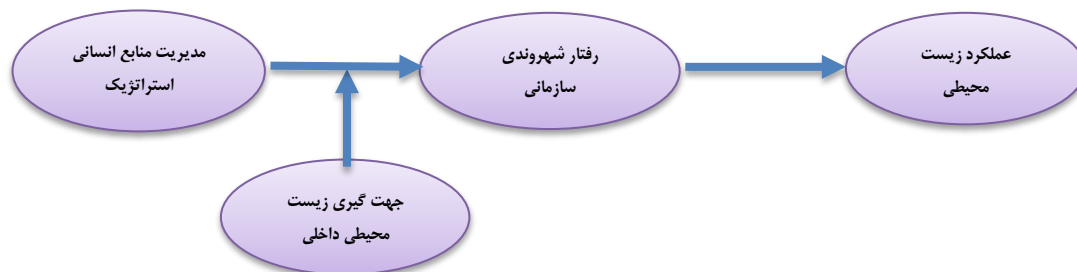 مدیریت منابع انسانی
استراتژیک
رفتار شهروندی
سازمانی
عملکرد زیست
محیطی
جهت گیری زیست
محیطی داخلی